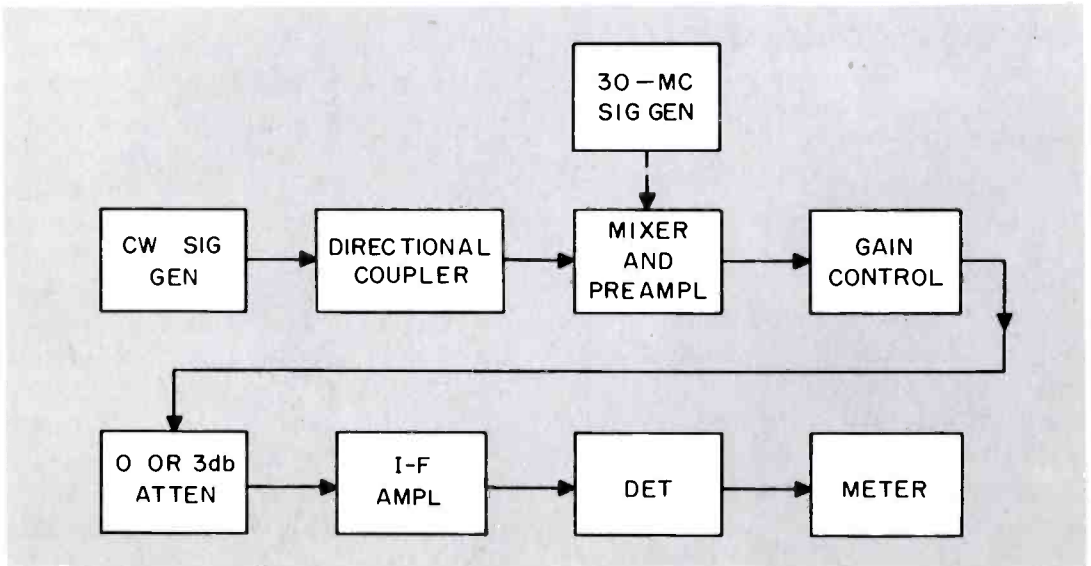 30-MC
SIG GEN
CW SIG
GEN
DIRECTIONAL
COUPLER
MIXER
AND
PREAMPL
GAIN
CONTROL
0 OR 3db
ATTEN
I-F
AMPL
DET
METER